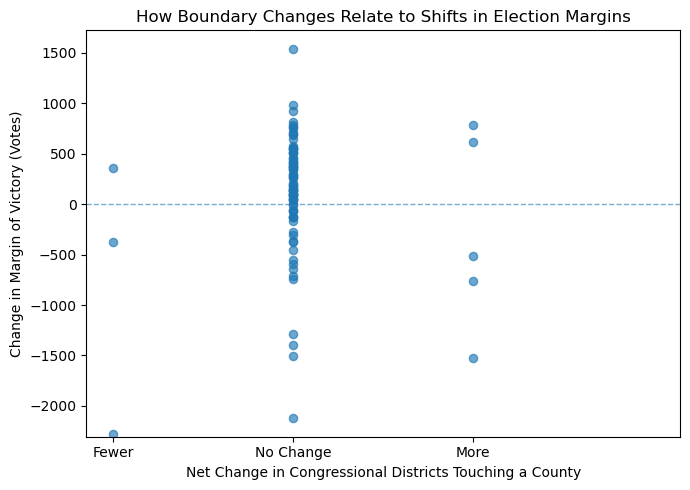 How Boundary Changes Relate to Shifts in Election Margins
Change in Margin of Victory (Votes)
1500
1000
500
0
−500
−1000
−1500
−2000
Fewer
No Change
More
Net Change in Congressional Districts Touching a County